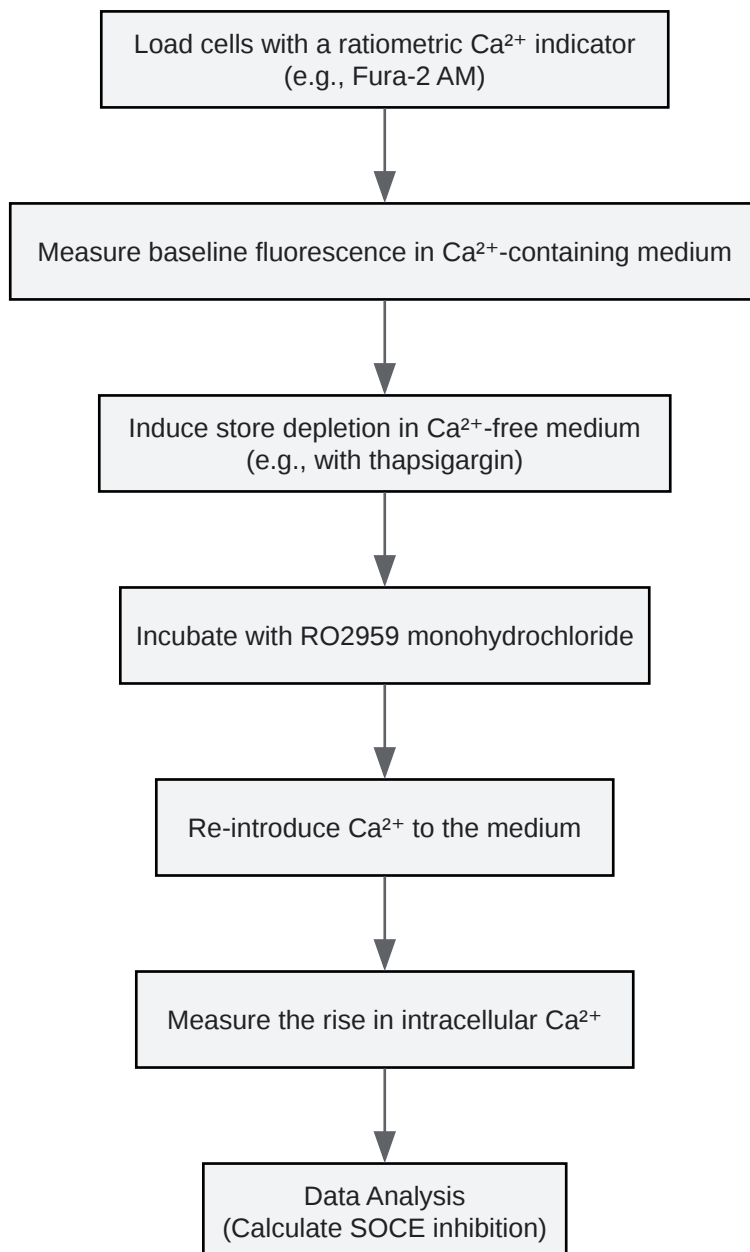 Load cells with a ratiometric Ca²⁺ indicator
(e.g., Fura-2 AM)
Measure baseline fluorescence in Ca²⁺-containing medium
Induce store depletion in Ca²⁺-free medium
(e.g., with thapsigargin)
Incubate with RO2959 monohydrochloride
Re-introduce Ca²⁺ to the medium
Measure the rise in intracellular Ca²⁺
Data Analysis
(Calculate SOCE inhibition)